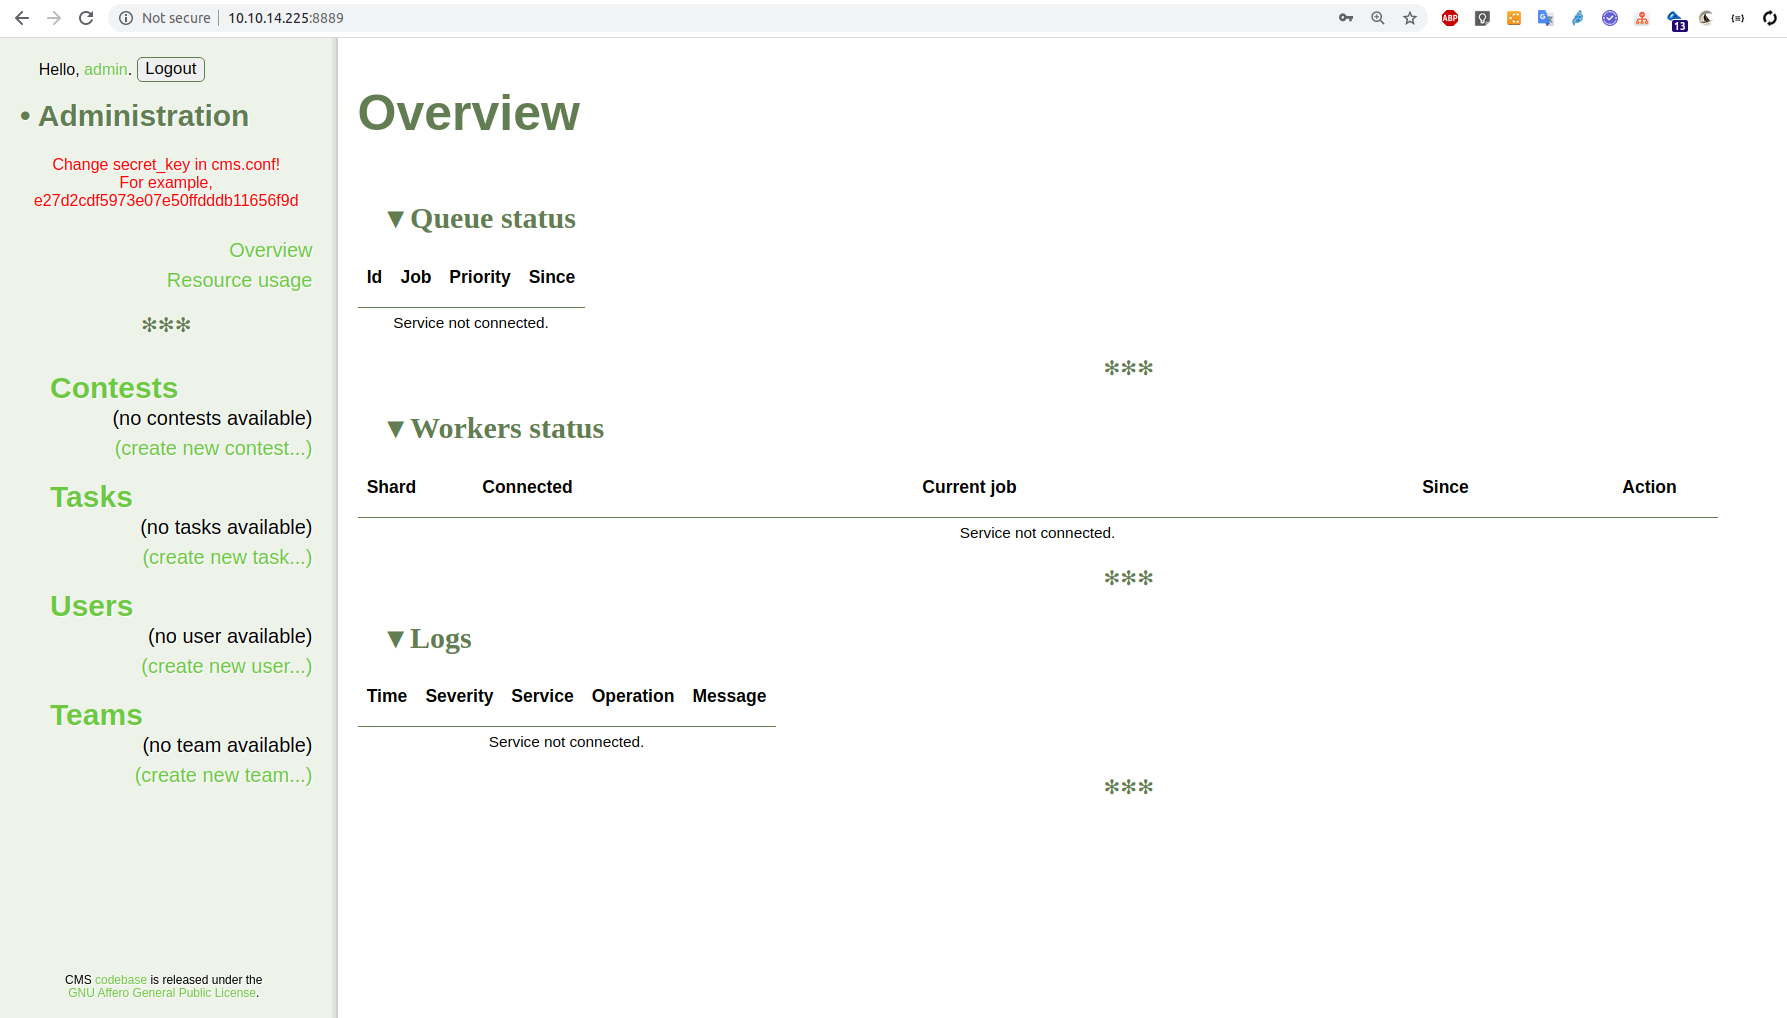 Not secure | 10.10.14.225:8889
ABP
13
Hello, admin. Logout
• Administration
Change secret_key in cms.conf!
For example,
e27d2cdf5973e07e50ffdddb11656f9d
Overview
Resource usage
✻✻✻
Contests
(no contests available)
(create new contest...)
Tasks
(no tasks available)
(create new task...)
Users
(no user available)
(create new user...)
Teams
(no team available)
(create new team...)
CMS codebase is released under the
GNU Affero General Public License.
Overview
▼Queue status
Id Job Priority Since
Service not connected.
✻✻✻
▼Workers status
Shard Connected Current job Since Action
Service not connected.
✻✻✻
▼Logs
Time Severity Service Operation Message
Service not connected.
✻✻✻